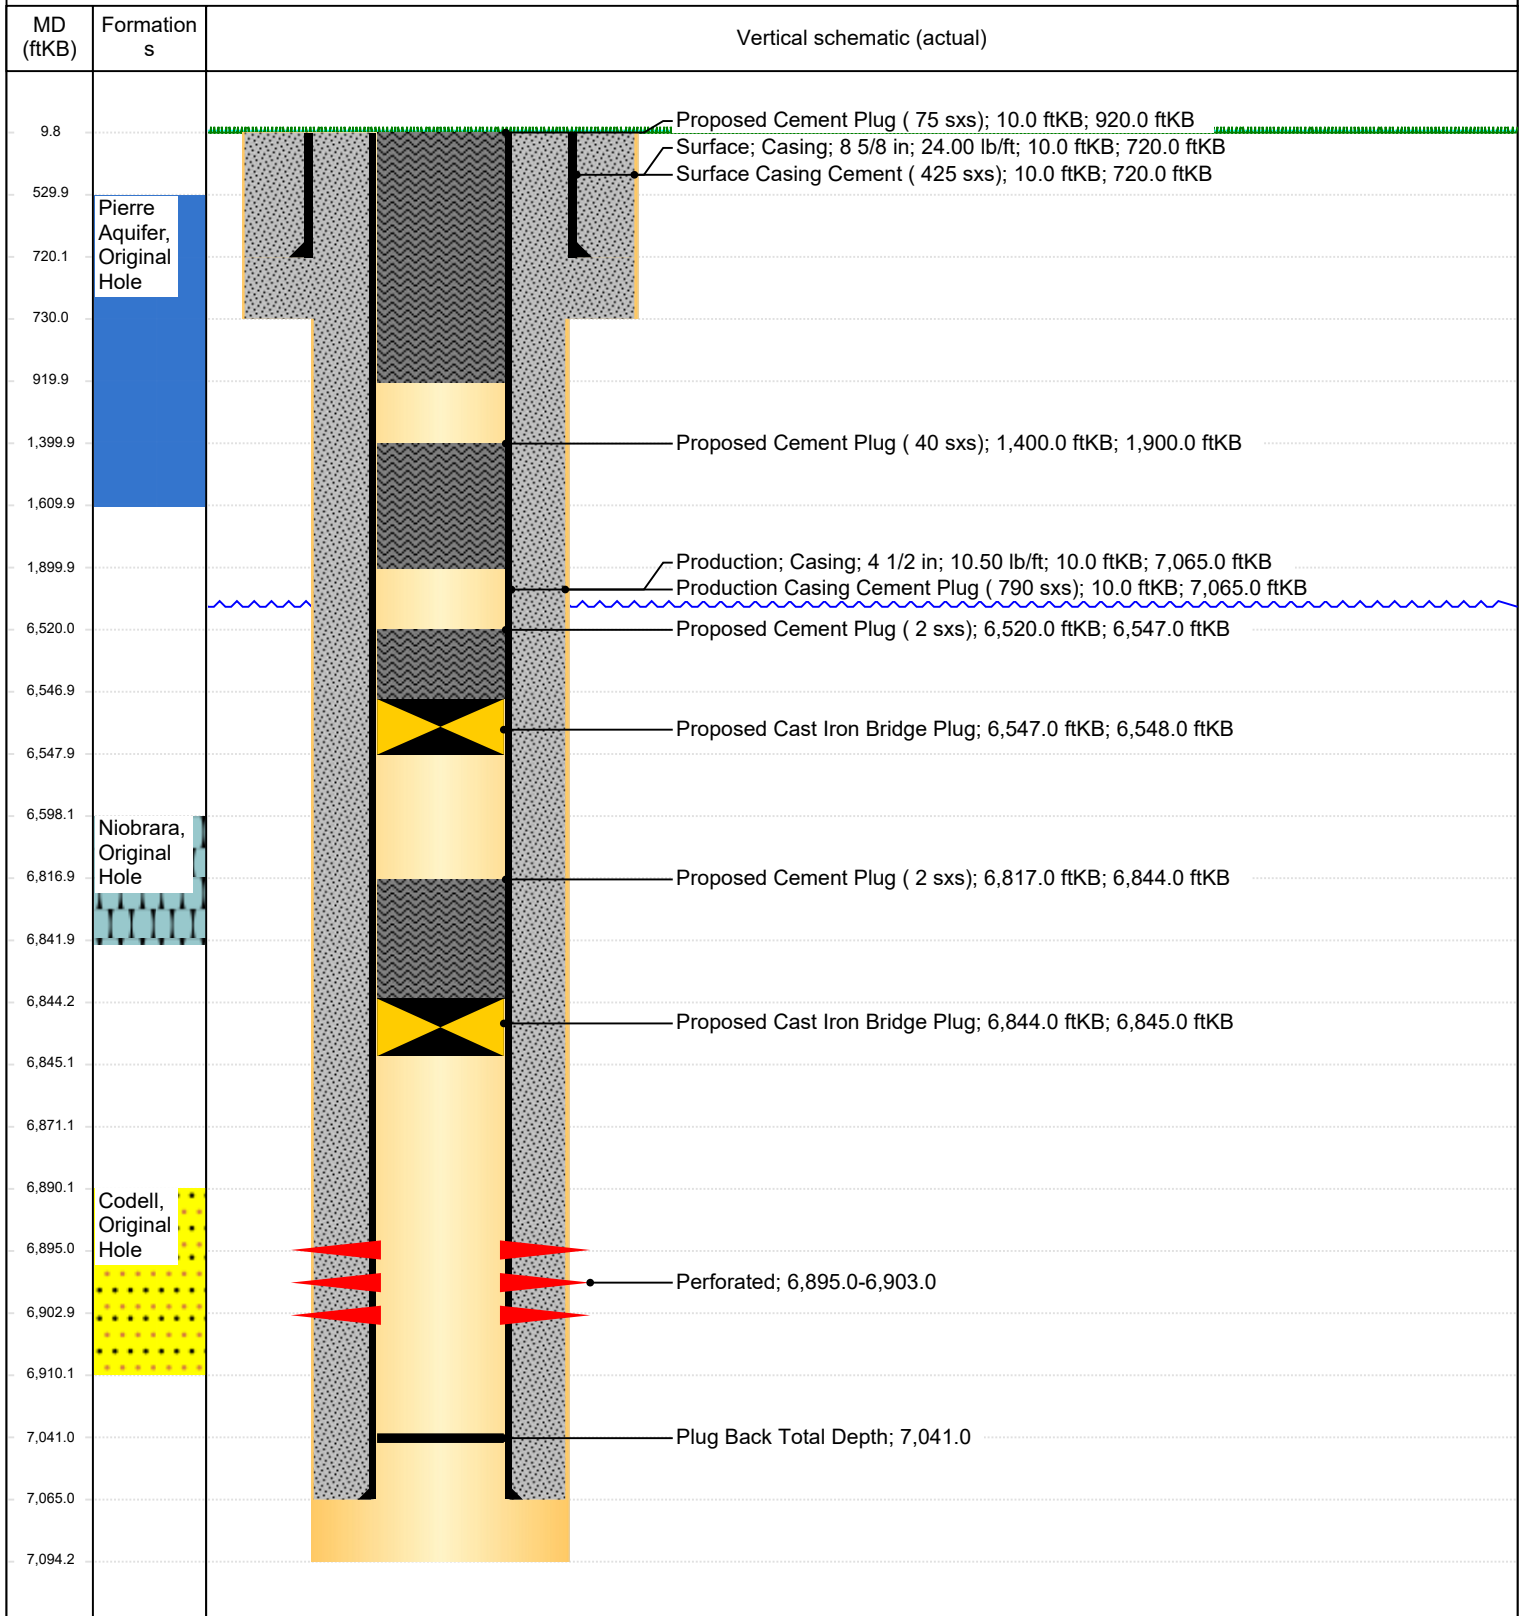 MD
(ftKB)
Formation
s
Vertical schematic (actual)
9.8
529.9
720.1
730.0
919.9
1,399.9
1,609.9
1,899.9
6,520.0
6,546.9
6,547.9
6,598.1
6,816.9
6,841.9
6,844.2
6,845.1
6,871.1
6,890.1
6,895.0
6,902.9
6,910.1
7,041.0
7,065.0
7,094.2
Pierre
Aquifer,
Original
Hole
Niobrara,
Original
Hole
Codell,
Original
Hole
Proposed Cement Plug ( 75 sxs); 10.0 ftKB; 920.0 ftKB
Surface; Casing; 8 5/8 in; 24.00 lb/ft; 10.0 ftKB; 720.0 ftKB
Surface Casing Cement ( 425 sxs); 10.0 ftKB; 720.0 ftKB
Proposed Cement Plug ( 40 sxs); 1,400.0 ftKB; 1,900.0 ftKB
Production; Casing; 4 1/2 in; 10.50 lb/ft; 10.0 ftKB; 7,065.0 ftKB
Production Casing Cement Plug ( 790 sxs); 10.0 ftKB; 7,065.0 ftKB
Proposed Cement Plug ( 2 sxs); 6,520.0 ftKB; 6,547.0 ftKB
Proposed Cast Iron Bridge Plug; 6,547.0 ftKB; 6,548.0 ftKB
Proposed Cement Plug ( 2 sxs); 6,817.0 ftKB; 6,844.0 ftKB
Proposed Cast Iron Bridge Plug; 6,844.0 ftKB; 6,845.0 ftKB
Perforated; 6,895.0-6,903.0
Plug Back Total Depth; 7,041.0